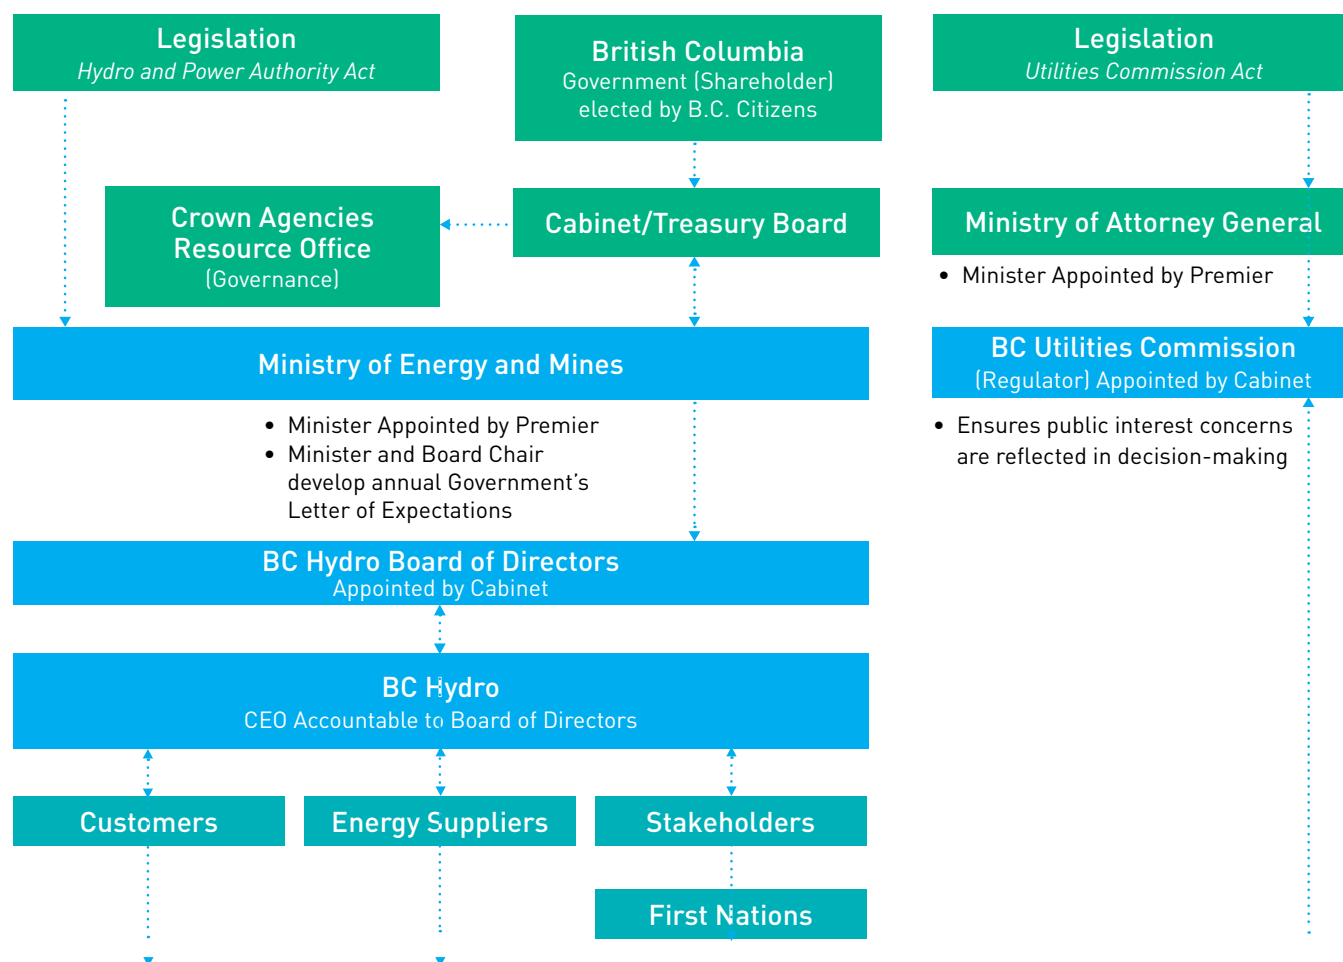 Legislation
Hydro and Power Authority Act
British Columbia
Government (Shareholder)
elected by B.C. Citizens
Legislation
Utilities Commission Act
Crown Agencies
Resource Office
(Governance)
Cabinet/Treasury Board
Ministry of Attorney General
• Minister Appointed by Premier
Ministry of Energy and Mines
BC Utilities Commission
(Regulator) Appointed by Cabinet
• Minister Appointed by Premier
• Minister and Board Chair
develop annual Government’s
Letter of Expectations
• Ensures public interest concerns
are reflected in decision-making
BC Hydro Board of Directors
Appointed by Cabinet
BC Hydro
CEO Accountable to Board of Directors
Customers
Energy Suppliers
Stakeholders
First Nations